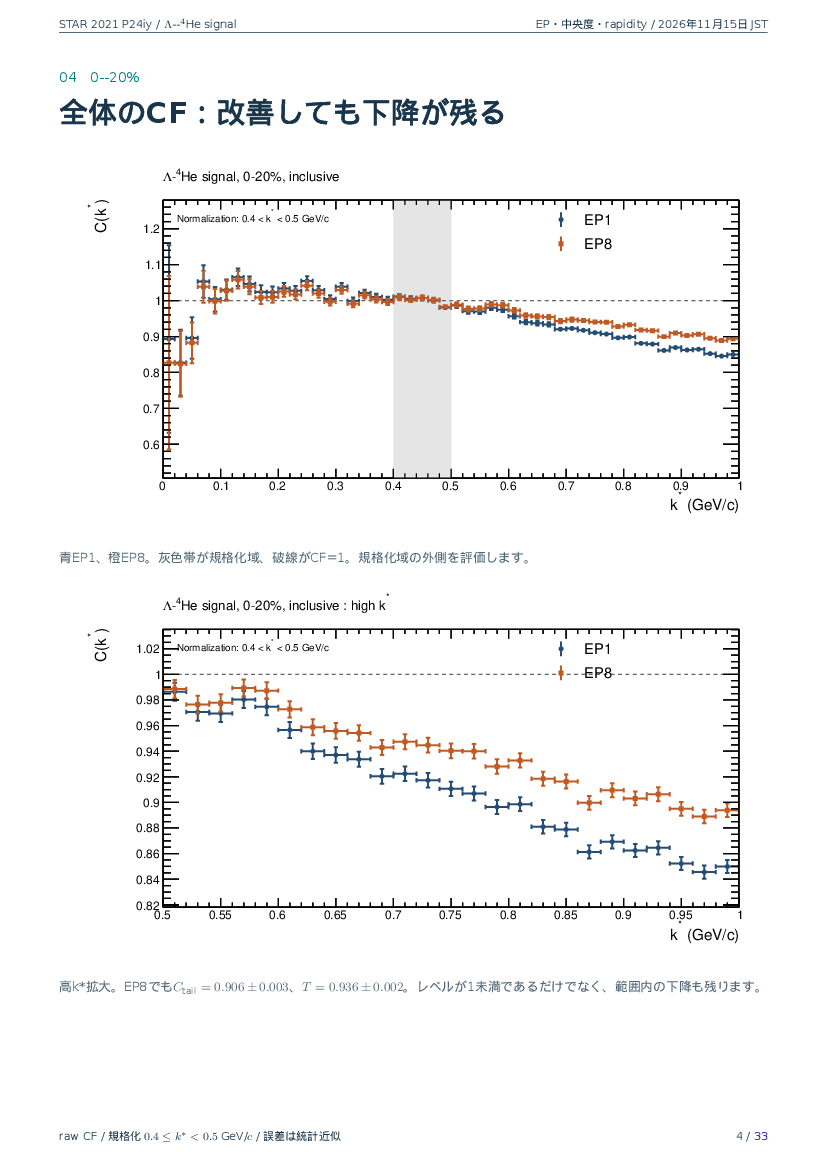 STAR 2021 P24iy / Λ--⁴He signal
EP・中央度・rapidity / 2026年11月15日 JST
04 0--20%
全体のCF：改善しても下降が残る
Λ-⁴He signal, 0-20%, inclusive
C(k*)
Normalization: 0.4 < k* < 0.5 GeV/c
EP1
EP8
1.2
1.1
1
0.9
0.8
0.7
0.6
0 0.1 0.2 0.3 0.4 0.5 0.6 0.7 0.8 0.9 1
k* (GeV/c)
青EP1、橙EP8。灰色帯が規格化域、破線がCF=1。規格化域の外側を評価します。
Λ-⁴He signal, 0-20%, inclusive : high k*
C(k*)
Normalization: 0.4 < k* < 0.5 GeV/c
EP1
EP8
1.02
1
0.98
0.96
0.94
0.92
0.9
0.88
0.86
0.84
0.82
0.5 0.55 0.6 0.65 0.7 0.75 0.8 0.85 0.9 0.95 1
k* (GeV/c)
高k*拡大。EP8でもC_tail = 0.906 ± 0.003、T = 0.936 ± 0.002。レベルが1未満であるだけでなく、範囲内の下降も残ります。
raw CF / 規格化 0.4 ≤ k* < 0.5 GeV/c / 誤差は統計近似
4 / 33